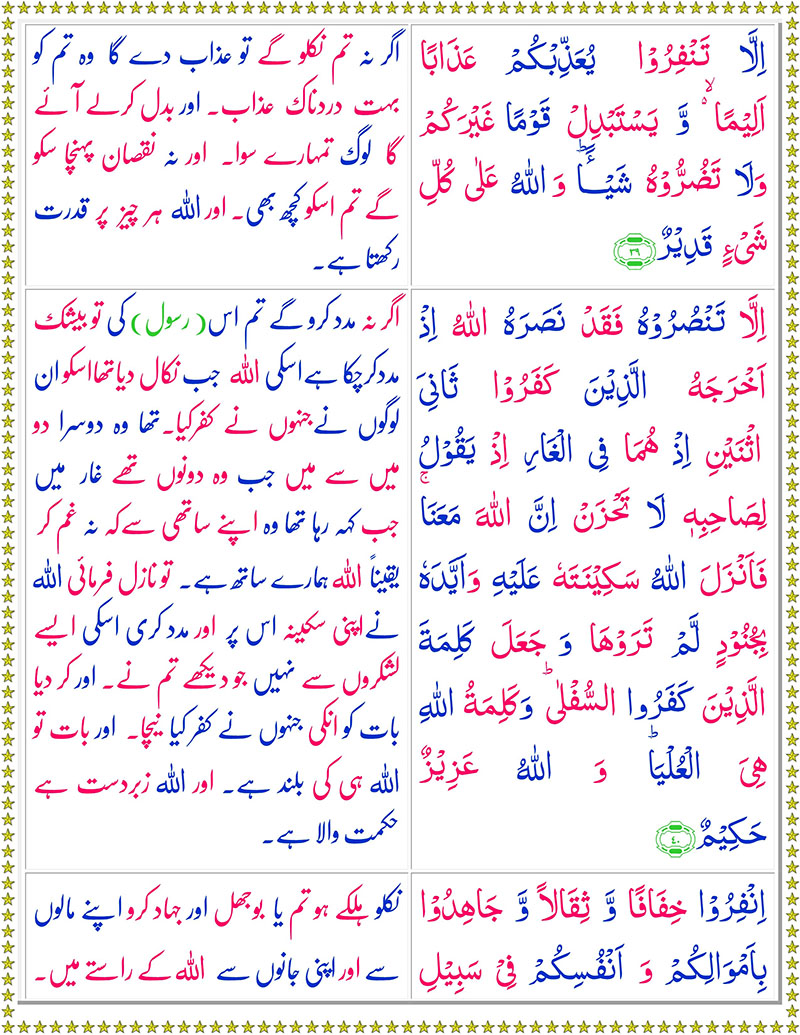 اِلَّا تَنْفِرُوْا يُعَذِّبْكُمْ عَذَابًا
اَلِيْمًا ۙ۬ وَّ يَسْتَبْدِلْ قَوْمًا غَيْرَكُمْ
وَلَا تَضُرُّوْهُ شَيْـًٔا ؕ وَ اللّٰهُ عَلٰى كُلِّ
شَیْءٍ قَدِيْرٌ ۳۹
اگر نہ تم نکلو گے تو عذاب دے گا وہ تم کو
بہت دردناک عذاب۔ اور بدل کرلے آئے
گا لوگ تمہارے سوا۔ اور نہ نقصان پہنچا سکو
گے تم اسکو کچھ بھی۔ اور اللہ ہر چیز پر قدرت
رکھتا ہے۔
اِلَّا تَنْصُرُوْهُ فَقَدْ نَصَرَهُ اللّٰهُ اِذْ
اَخْرَجَهُ الَّذِيْنَ كَفَرُوْا ثَانِیَ
اثْنَيْنِ اِذْ هُمَا فِی الْغَارِ اِذْ يَقُوْلُ
لِصَاحِبِهٖ لَا تَحْزَنْ اِنَّ اللّٰهَ مَعَنَا ۚ
فَاَنْزَلَ اللّٰهُ سَكِيْنَتَهٗ عَلَيْهِ وَاَيَّدَهٗ
بِجُنُوْدٍ لَّمْ تَرَوْهَا وَ جَعَلَ كَلِمَةَ
الَّذِيْنَ كَفَرُوا السُّفْلٰی ؕ وَكَلِمَةُ اللّٰهِ
هِیَ الْعُلْيَا ؕ وَ اللّٰهُ عَزِيْزٌ
حَكِيْمٌ ۴۰
اگر نہ مدد کرو گے تم اس (رسول) کی تو بیشک
مدد کرچکا ہے اسکی اللہ جب نکال دیا تھا اسکو ان
لوگوں نے جنہوں نے کفر کیا۔ تھا وہ دوسرا دو
میں سے میں جب وہ دونوں تھے غار میں
جب کہہ رہا تھا وہ اپنے ساتھی سے کہ نہ غم کر
یقیناً اللہ ہمارے ساتھ ہے۔ تو نازل فرمائی اللہ
نے اپنی سکینہ اس پر اور مدد کری اسکی ایسے
لشکروں سے نہیں جو دیکھے تم نے۔ اور کر دیا
بات کو انکی جنہوں نے کفر کیا نیچا۔ اور بات تو
اللہ ہی کی بلند ہے۔ اور اللہ زبردست ہے
حکمت والا ہے۔
اِنْفِرُوْا خِفَافًا وَّ ثِقَالًا وَّ جَاهِدُوْا
بِاَمْوَالِكُمْ وَ اَنْفُسِكُمْ فِیْ سَبِيْلِ
نکلو ہلکے ہو تم یا بوجھل اور جہاد کرو اپنے مالوں
سے اور اپنی جانوں سے اللہ کے راستے میں۔